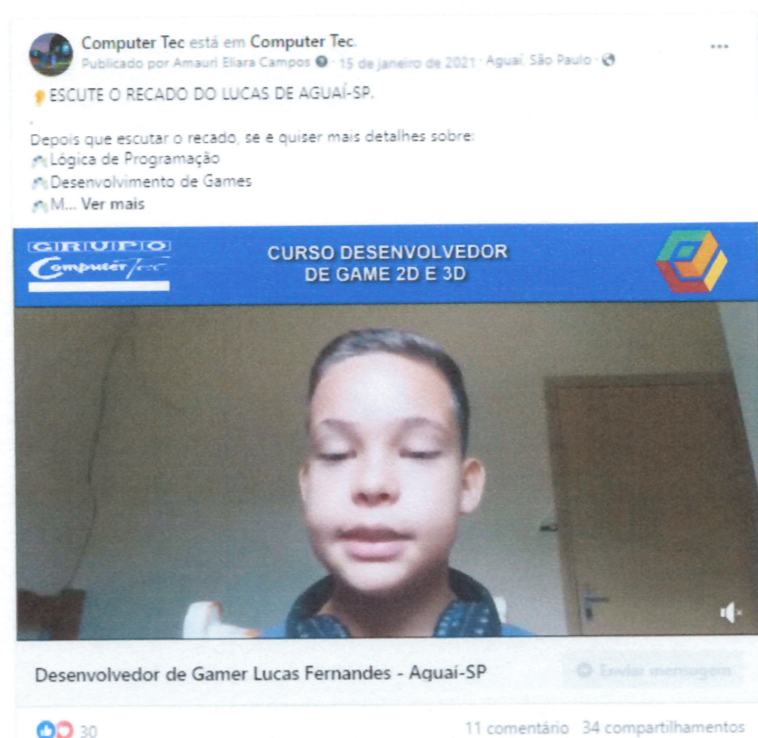 Computer Tec está em Computer Tec.
Publicado por Amauri Eliara Campos · 15 de janeiro de 2021 · Aguaí, São Paulo ·
ESCUTE O RECADO DO LUCAS DE AGUAÍ-SP.
.
Depois que escutar o recado, se e quiser mais detalhes sobre:
Lógica de Programação
Desenvolvimento de Games
M... Ver mais
GRUPO
Computer Tec
CURSO DESENVOLVEDOR
DE GAME 2D E 3D
Desenvolvedor de Gamer Lucas Fernandes - Aguaí-SP
Enviar mensagem
30
11 comentário 34 compartilhamentos